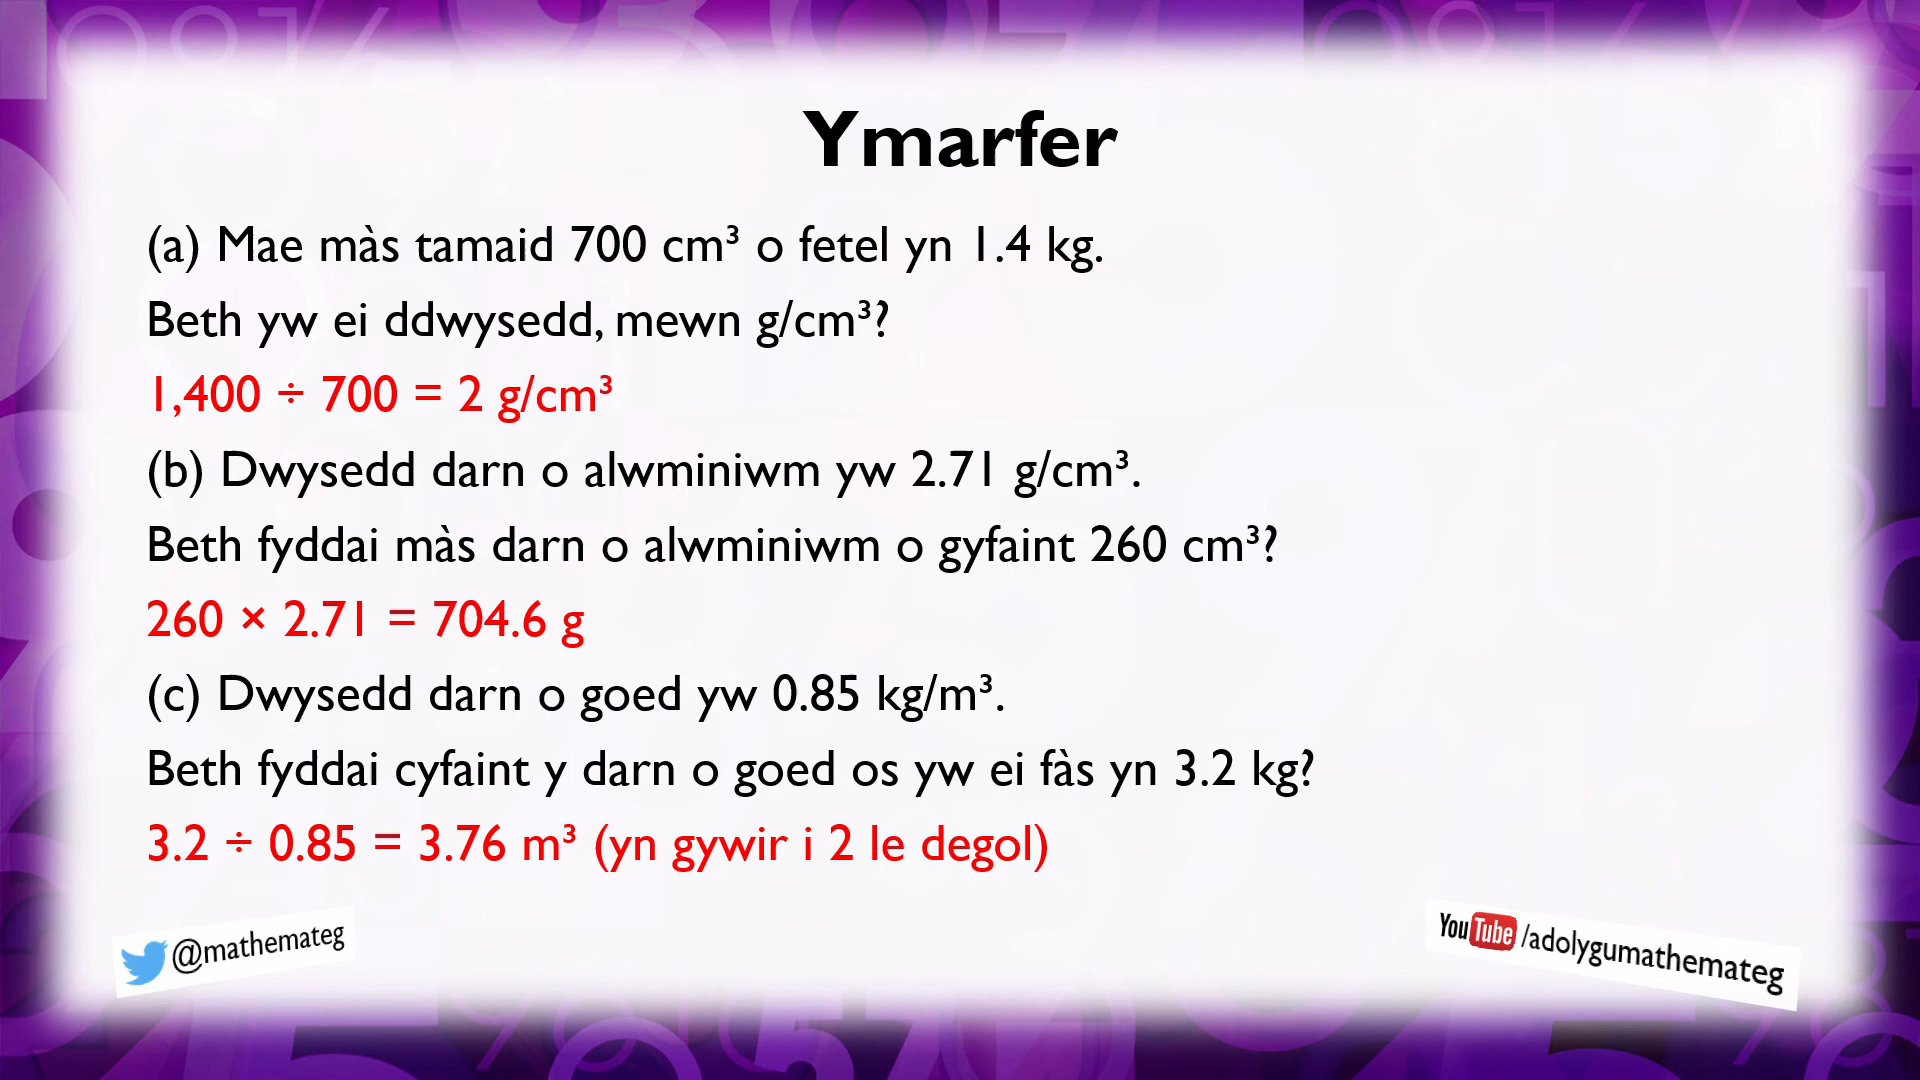 Ymarfer
(a) Mae màs tamaid 700 cm³ o fetel yn 1.4 kg.
Beth yw ei ddwysedd, mewn g/cm³?
1,400 ÷ 700 = 2 g/cm³
(b) Dwysedd darn o alwminiwm yw 2.71 g/cm³.
Beth fyddai màs darn o alwminiwm o gyfaint 260 cm³?
260 × 2.71 = 704.6 g
(c) Dwysedd darn o goed yw 0.85 kg/m³.
Beth fyddai cyfaint y darn o goed os yw ei fàs yn 3.2 kg?
3.2 ÷ 0.85 = 3.76 m³ (yn gywir i 2 le degol)
@mathemateg
YouTube /adolygumathemateg